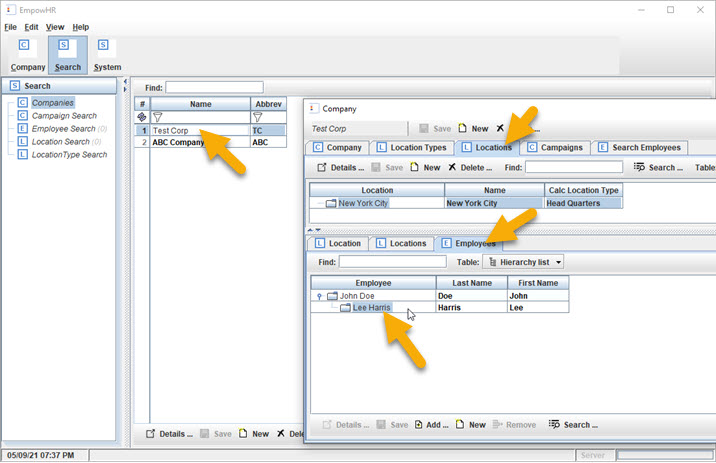 EmpowHR
File Edit View Help
C S S
Company Search System
S Search
C Companies
C Campaign Search
E Employee Search (0)
L Location Search (0)
L LocationType Search
Find:
# Name Abbrev
1 Test Corp TC
2 ABC Company ABC
Details ... Save New Dele
Company
Test Corp Save New ...
C Company L Location Types L Locations C Campaigns E Search Employees
Details ... Save New Delete ... Find: Search ... Table
Location Name Calc Location Type
New York City New York City Head Quarters
L Location L Locations E Employees
Find: Table: Hierarchy list
Employee Last Name First Name
John Doe Doe John
Lee Harris Harris Lee
Details ... Save Add ... New Remove Search ...
05/09/21 07:37 PM Server